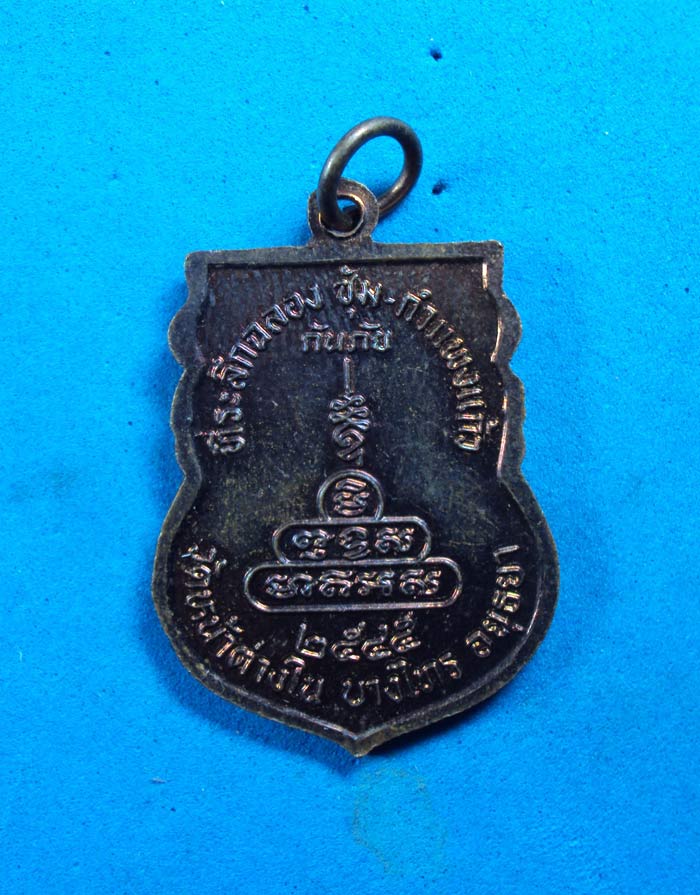 ที่ระลึกฉลอง ซุ้ม-กำแพงแก้ว
กันภัย
๒๕๔๕
วัดหน้าต่างใน บางไทร อยุธยา